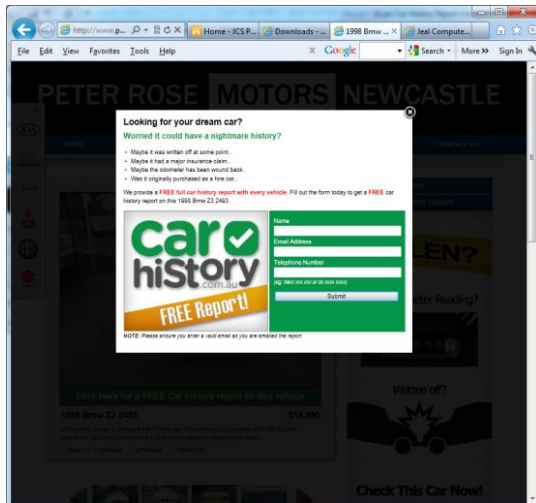 http://www.p...
Home - JCS P...
Downloads - ...
1998 Bmw ...
Jeal Compute...
File Edit View Favorites Tools Help
Google
Search
More >>
Sign In
PETER ROSE MOTORS NEWCASTLE
HOME
CONTACT US
Looking for your dream car?
Worried it could have a nightmare history?
Maybe it was written off at some point.
Maybe it had a major insurance claim.
Maybe the odometer has been wound back.
Was it originally purchased as a hire car.
We provide a FREE full car history report with every vehicle. Fill out the form today to get a FREE car
history report on this 1998 Bmw Z3 2493.
car
history
.com.au
FREE Report!
Name
Email Address
Telephone Number
Submit
NOTE: Please ensure you enter a valid email as you are emailed the report
KIA
LEN?
eter Reading?
Written off?
Click Here for a FREE Car history report on this vehicle
1998 Bmw Z3 2493
Check This Car Now!